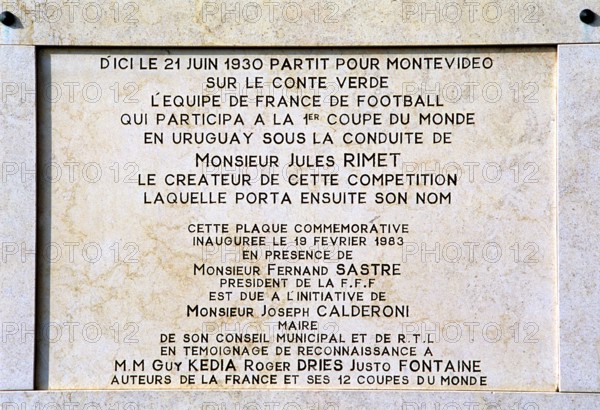 D'ICI LE 21 JUIN 1930 PARTIT POUR MONTEVIDEO
SUR LE CONTE VERDE
L'EQUIPE DE FRANCE DE FOOTBALL
QUI PARTICIPA A LA 1ER COUPE DU MONDE
EN URUGUAY SOUS LA CONDUITE DE
MONSIEUR JULES RIMET
LE CREATEUR DE CETTE COMPETITION
LAQUELLE PORTA ENSUITE SON NOM
CETTE PLAQUE COMMEMORATIVE
INAUGUREE LE 19 FEVRIER 1983
EN PRESENCE DE
MONSIEUR FERNAND SASTRE
PRESIDENT DE LA F.F.F
EST DUE A L'INITIATIVE DE
MONSIEUR JOSEPH CALDERONI
MAIRE
DE SON CONSEIL MUNICIPAL ET DE R.T.L
EN TEMOIGNAGE DE RECONNAISSANCE A
M.M GUY KEDIA ROGER DRIES JUSTO FONTAINE
AUTEURS DE LA FRANCE ET SES 12 COUPES DU MONDE
PHOTO12